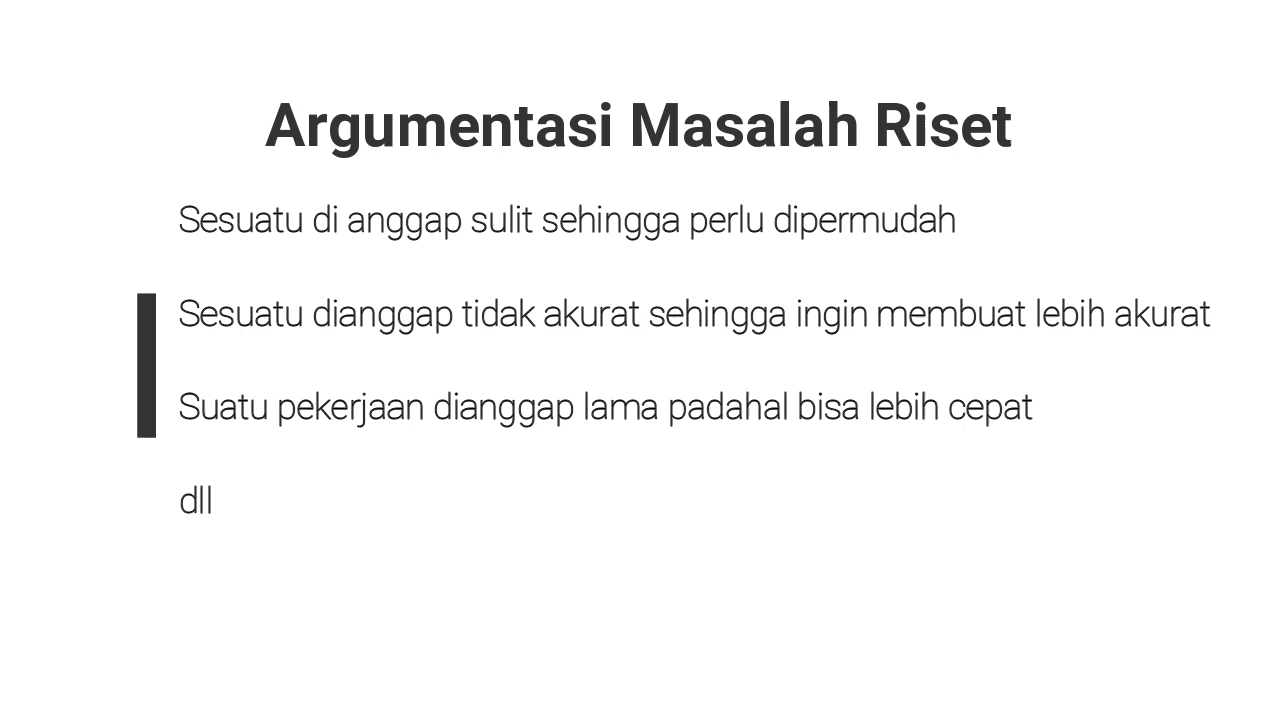 Argumentasi Masalah Riset
Sesuatu di anggap sulit sehingga perlu dipermudah
Sesuatu dianggap tidak akurat sehingga ingin membuat lebih akurat
Suatu pekerjaan dianggap lama padahal bisa lebih cepat
dll